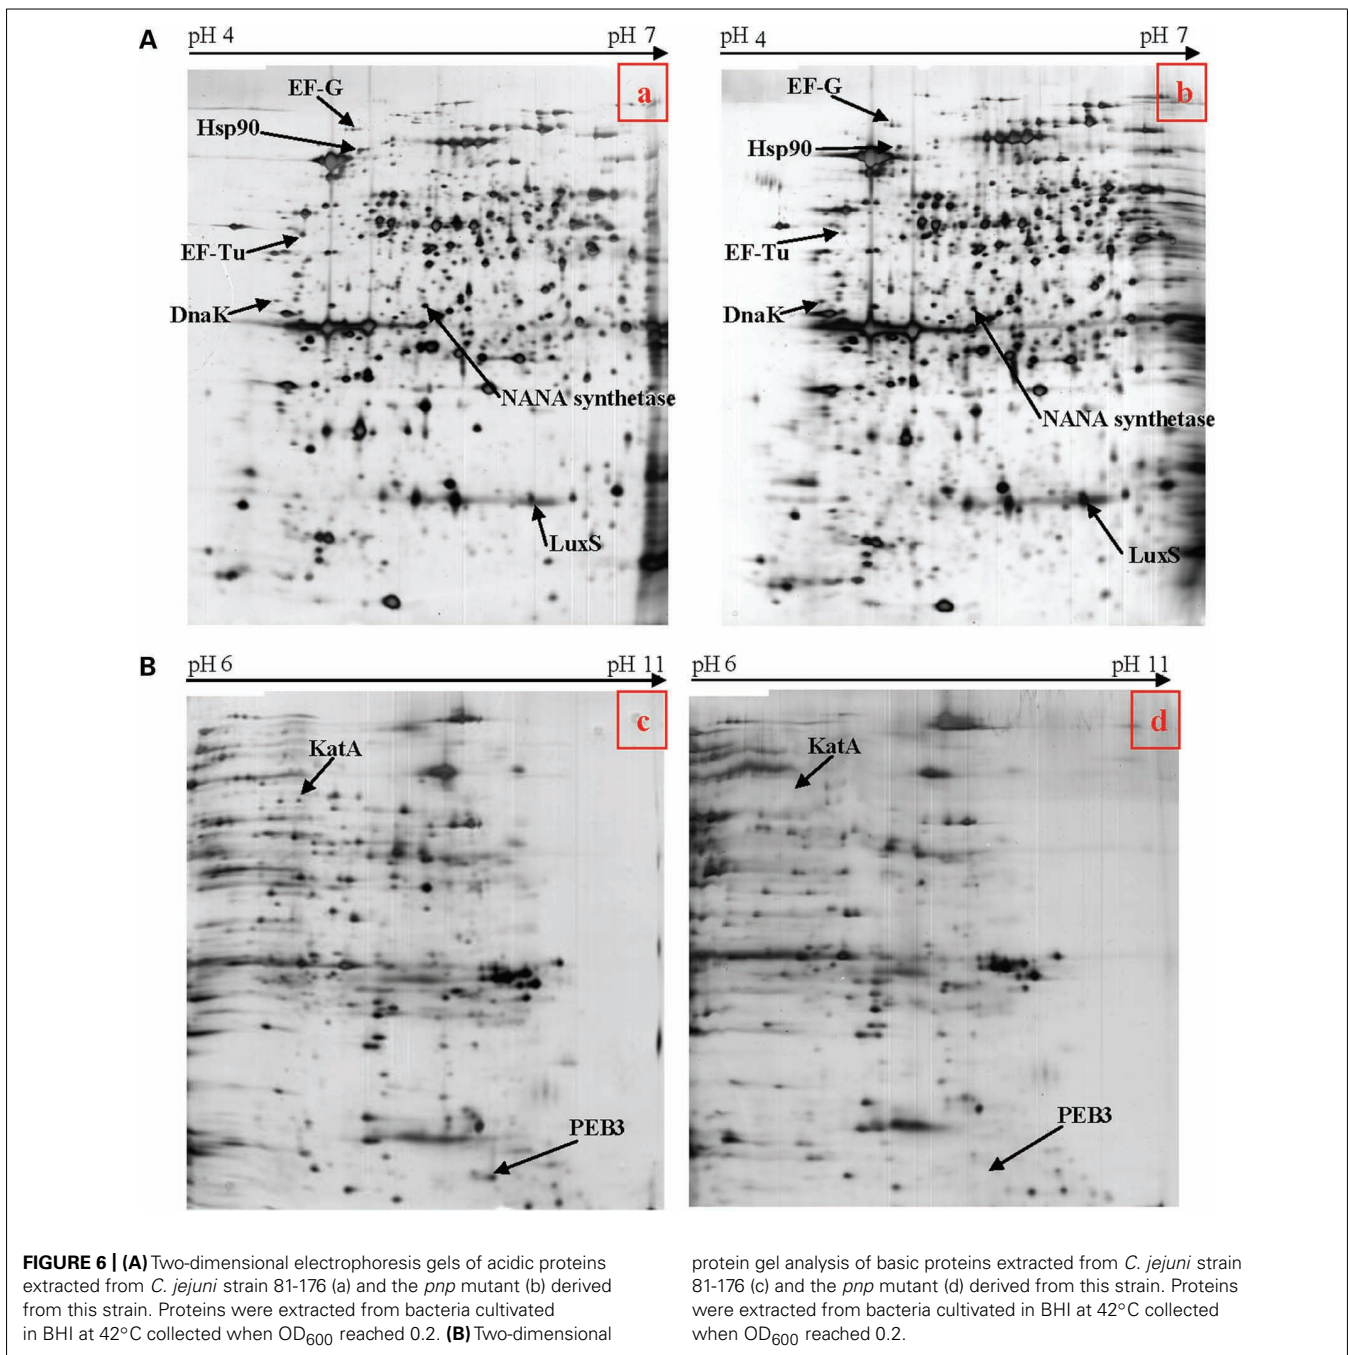 A
pH 4
pH 7
a
EF-G
Hsp90
EF-Tu
DnaK
NANA synthetase
LuxS
pH 4
pH 7
b
EF-G
Hsp90
EF-Tu
DnaK
NANA synthetase
LuxS
B
pH 6
pH 11
c
KatA
PEB3
pH 6
pH 11
d
KatA
PEB3
FIGURE 6 | (A) Two-dimensional electrophoresis gels of acidic proteins
extracted from C. jejuni strain 81-176 (a) and the pnp mutant (b) derived
from this strain. Proteins were extracted from bacteria cultivated
in BHI at 42°C collected when OD600 reached 0.2. (B) Two-dimensional
protein gel analysis of basic proteins extracted from C. jejuni strain
81-176 (c) and the pnp mutant (d) derived from this strain. Proteins
were extracted from bacteria cultivated in BHI at 42°C collected
when OD600 reached 0.2.